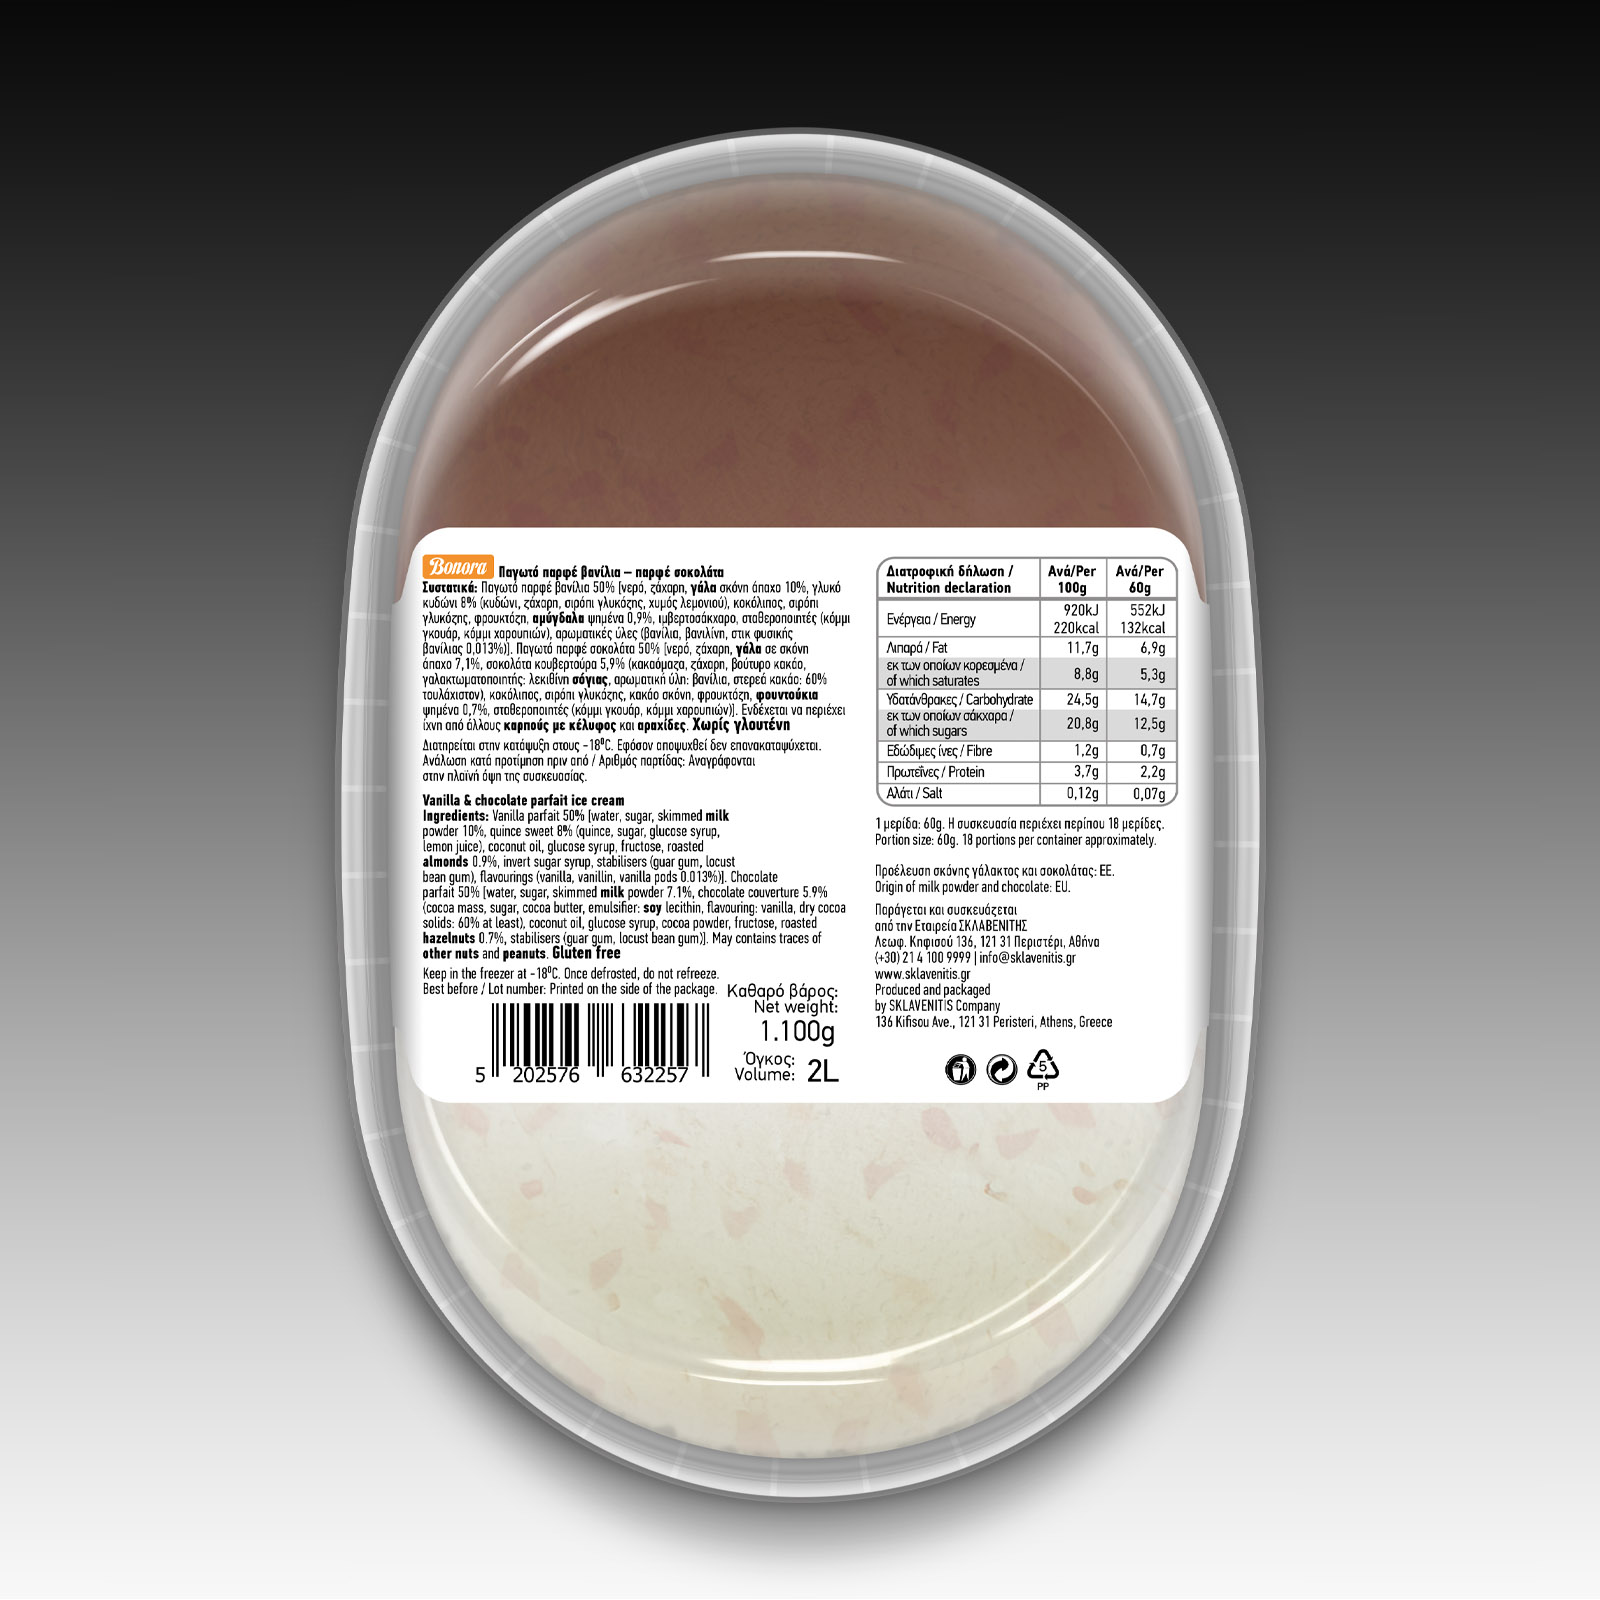 Bonora Παγωτό παρφέ βανίλια – παρφέ σοκολάτα
Συστατικά: Παγωτό παρφέ βανίλια 50% [νερό, ζάχαρη, γάλα σκόνη άπαχο 10%, γλυκό
κυδώνι 8% (κυδώνι, ζάχαρη, σιρόπι γλυκόζης, χυμός λεμονιού), κοκόλιπος, σιρόπι
γλυκόζης, φρουκτόζη, αμύγδαλα ψημένα 0,9%, ιμβερτοσάκχαρο, σταθεροποιητές (κόμμι
γκουάρ, κόμμι χαρουπιών), αρωματικές ύλες (βανίλια, βανιλίνη, στικ φυσικής
βανίλιας 0,013%)]. Παγωτό παρφέ σοκολάτα 50% [νερό, ζάχαρη, γάλα σε σκόνη
άπαχο 7,1%, σοκολάτα κουβερτούρα 5,9% (κακαόμαζα, ζάχαρη, βούτυρο κακάο,
γαλακτωματοποιητής: λεκιθίνη σόγιας, αρωματική ύλη: βανίλια, στερεά κακάο: 60%
τουλάχιστον), κοκόλιπος, σιρόπι γλυκόζης, κακάο σκόνη, φρουκτόζη, φουντούκια
ψημένα 0,7%, σταθεροποιητές (κόμμι γκουάρ, κόμμι χαρουπιών)]. Ενδέχεται να περιέχει
ίχνη από άλλους καρπούς με κέλυφος και αραχίδες. Χωρίς γλουτένη
Διατηρείται στην κατάψυξη στους -18⁰C. Εφόσον αποψυχθεί δεν επανακαταψύχεται.
Ανάλωση κατά προτίμηση πριν από / Αριθμός παρτίδας: Αναγράφονται
στην πλαϊνή όψη της συσκευασίας.
Vanilla & chocolate parfait ice cream
Ingredients: Vanilla parfait 50% [water, sugar, skimmed milk
powder 10%, quince sweet 8% (quince, sugar, glucose syrup,
lemon juice), coconut oil, glucose syrup, fructose, roasted
almonds 0.9%, invert sugar syrup, stabilisers (guar gum, locust
bean gum), flavourings (vanilla, vanillin, vanilla pods 0.013%)]. Chocolate
parfait 50% [water, sugar, skimmed milk powder 7.1%, chocolate couverture 5.9%
(cocoa mass, sugar, cocoa butter, emulsifier: soy lecithin, flavouring: vanilla, dry cocoa
solids: 60% at least), coconut oil, glucose syrup, cocoa powder, fructose, roasted
hazelnuts 0.7%, stabilisers (guar gum, locust bean gum)]. May contains traces of
other nuts and peanuts. Gluten free
Keep in the freezer at -18⁰C. Once defrosted, do not refreeze.
Best before / Lot number: Printed on the side of the package.
5 202576 632257
Καθαρό βάρος:
Net weight:
1.100g
Όγκος:
Volume: 2L
Διατροφική δήλωση / Ανά/Per Ανά/Per
Nutrition declaration 100g 60g
Ενέργεια / Energy 920kJ 552kJ
220kcal 132kcal
Λιπαρά / Fat 11,7g 6,9g
εκ των οποίων κορεσμένα /
of which saturates 8,8g 5,3g
Υδατάνθρακες / Carbohydrate 24,5g 14,7g
εκ των οποίων σάκχαρα /
of which sugars 20,8g 12,5g
Εδώδιμες ίνες / Fibre 1,2g 0,7g
Πρωτεΐνες / Protein 3,7g 2,2g
Αλάτι / Salt 0,12g 0,07g
1 μερίδα: 60g. Η συσκευασία περιέχει περίπου 18 μερίδες.
Portion size: 60g. 18 portions per container approximately.
Προέλευση σκόνης γάλακτος και σοκολάτας: ΕΕ.
Origin of milk powder and chocolate: EU.
Παράγεται και συσκευάζεται
από την Εταιρεία ΣΚΛΑΒΕΝΙΤΗΣ
Λεωφ. Κηφισού 136, 121 31 Περιστέρι, Αθήνα
(+30) 21 4 100 9999 | info@sklavenitis.gr
www.sklavenitis.gr
Produced and packaged
by SKLAVENITIS Company
136 Kifisou Ave., 121 31 Peristeri, Athens, Greece
5
PP